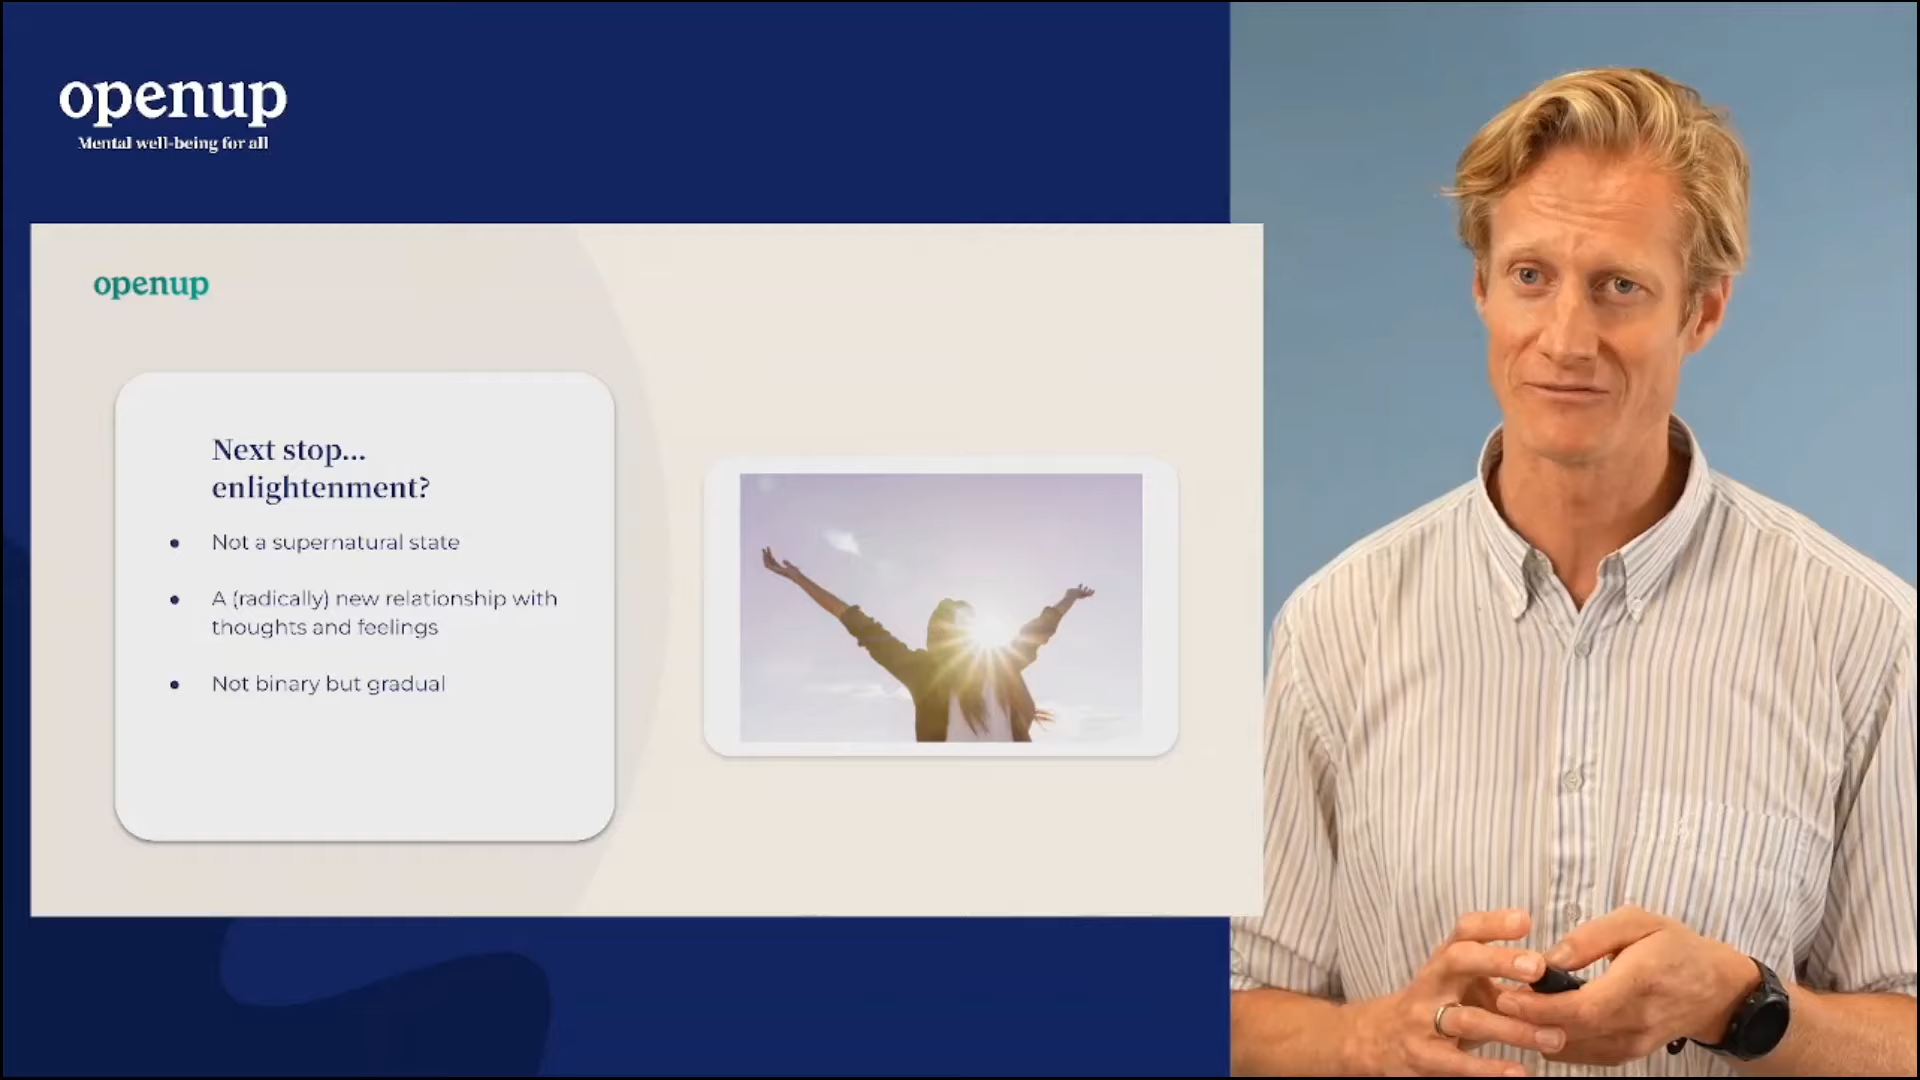 openup
Mental well-being for all
openup
Next stop...
enlightenment?
Not a supernatural state
A (radically) new relationship with
thoughts and feelings
Not binary but gradual